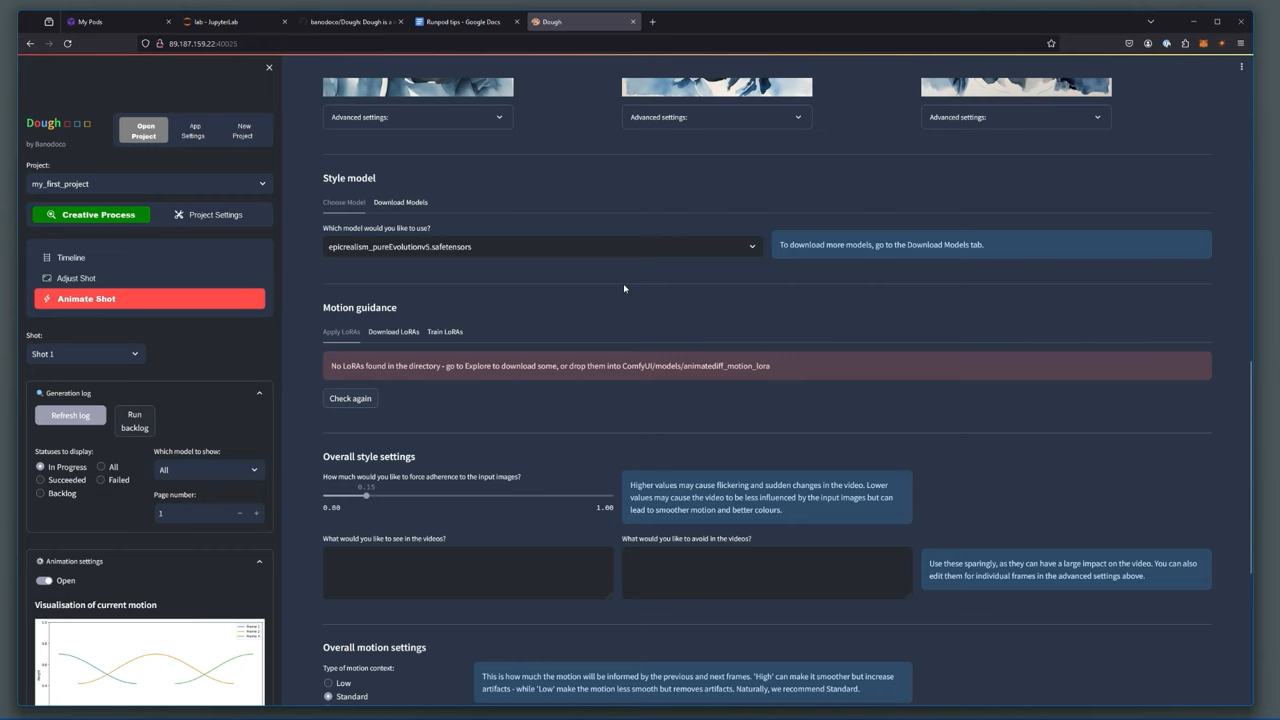 My Pods
lab - JupyterLab
banodoco/Dough: Dough is a
Runpod tips - Google Docs
Dough
89.187.159.22:40025
Dough
by Banodoco
Open Project
App Settings
New Project
Project:
my_first_project
Creative Process
Project Settings
Timeline
Adjust Shot
Animate Shot
Shot:
Shot 1
Generation log
Refresh log
Run backlog
Statuses to display:
In Progress
All
Succeeded
Failed
Backlog
Which model to show:
All
Page number:
1
Animation settings
Open
Visualisation of current motion
Advanced settings:
Advanced settings:
Advanced settings:
Style model
Choose Model
Download Models
Which model would you like to use?
epicrealism_pureEvolutionv5.safetensors
To download more models, go to the Download Models tab.
Motion guidance
Apply LoRAs
Download LoRAs
Train LoRAs
No LoRAs found in the directory - go to Explore to download some, or drop them into ComfyUI/models/animatediff_motion_lora
Check again
Overall style settings
How much would you like to force adherence to the input images?
0.15
0.00
1.00
Higher values may cause flickering and sudden changes in the video. Lower
values may cause the video to be less influenced by the input images but can
lead to smoother motion and better colours.
What would you like to see in the videos?
What would you like to avoid in the videos?
Use these sparingly, as they can have a large impact on the video. You can also
edit them for individual frames in the advanced settings above.
Overall motion settings
Type of motion context:
Low
Standard
This is how much the motion will be informed by the previous and next frames. 'High' can make it smoother but increase
artifacts - while 'Low' make the motion less smooth but removes artifacts. Naturally, we recommend Standard.